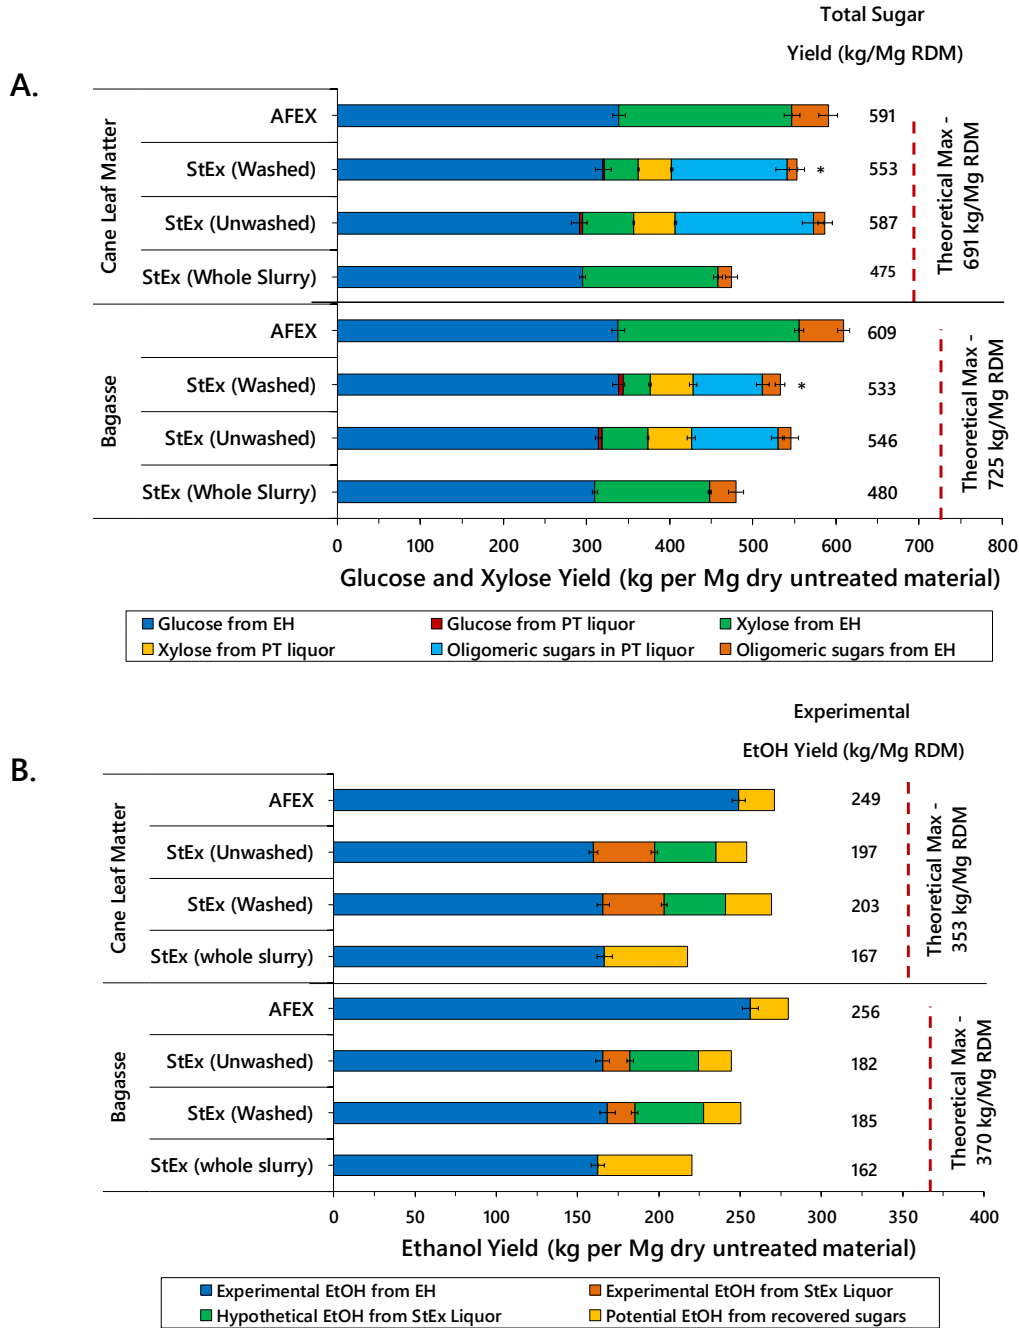 Total Sugar
Yield (kg/Mg RDM)
A.
Cane Leaf Matter
AFEX
591
StEx (Washed)
*
553
StEx (Unwashed)
587
StEx (Whole Slurry)
475
Theoretical Max -
691 kg/Mg RDM
Bagasse
AFEX
609
StEx (Washed)
*
533
StEx (Unwashed)
546
StEx (Whole Slurry)
480
Theoretical Max -
725 kg/Mg RDM
0 100 200 300 400 500 600 700 800
Glucose and Xylose Yield (kg per Mg dry untreated material)
Glucose from EH Glucose from PT liquor Xylose from EH
Xylose from PT liquor Oligomeric sugars in PT liquor Oligomeric sugars from EH
Experimental
EtOH Yield (kg/Mg RDM)
B.
Cane Leaf Matter
AFEX
249
StEx (Unwashed)
197
StEx (Washed)
203
StEx (whole slurry)
167
Theoretical Max -
353 kg/Mg RDM
Bagasse
AFEX
256
StEx (Unwashed)
182
StEx (Washed)
185
StEx (whole slurry)
162
Theoretical Max -
370 kg/Mg RDM
0 50 100 150 200 250 300 350 400
Ethanol Yield (kg per Mg dry untreated material)
Experimental EtOH from EH Experimental EtOH from StEx Liquor
Hypothetical EtOH from StEx Liquor Potential EtOH from recovered sugars